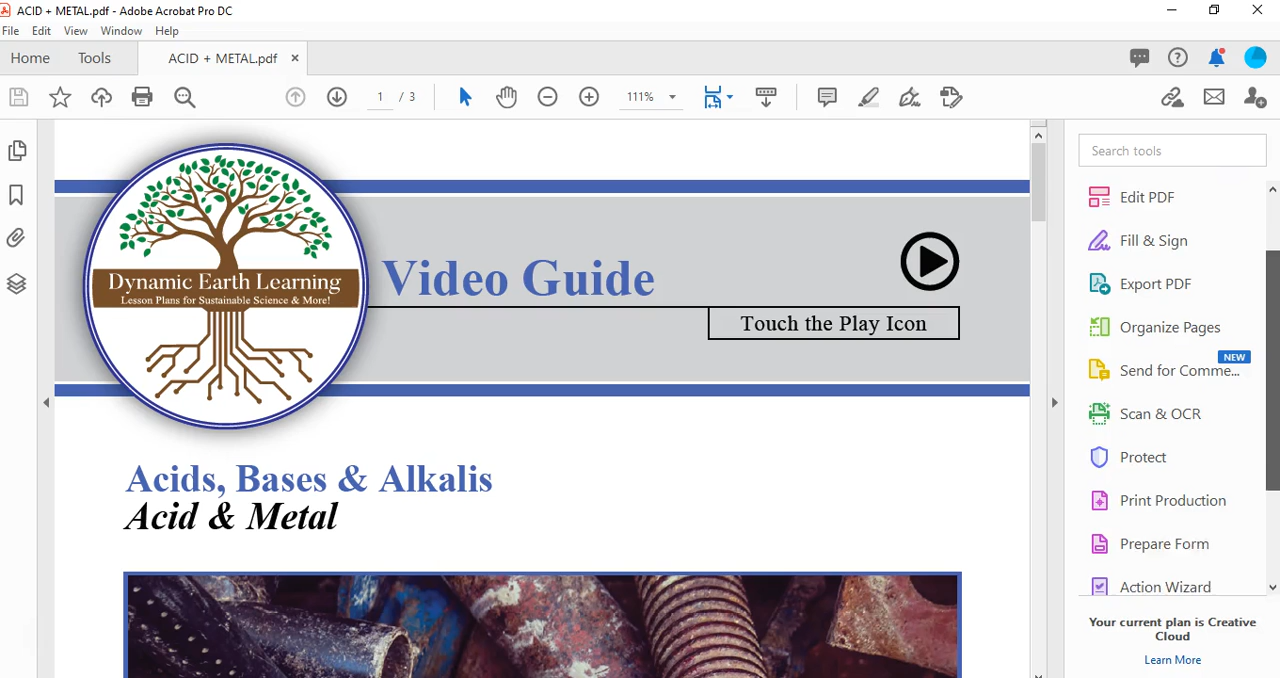 ACID + METAL.pdf - Adobe Acrobat Pro DC
File Edit View Window Help
Home Tools ACID + METAL.pdf ×
1 / 3 111%
Search tools
Edit PDF
Fill & Sign
Export PDF
Organize Pages
NEW
Send for Comme...
Scan & OCR
Protect
Print Production
Prepare Form
Action Wizard
Your current plan is Creative
Cloud
Learn More
Dynamic Earth Learning
Lesson Plans for Sustainable Science & More!
Video Guide
Touch the Play Icon
Acids, Bases & Alkalis
Acid & Metal